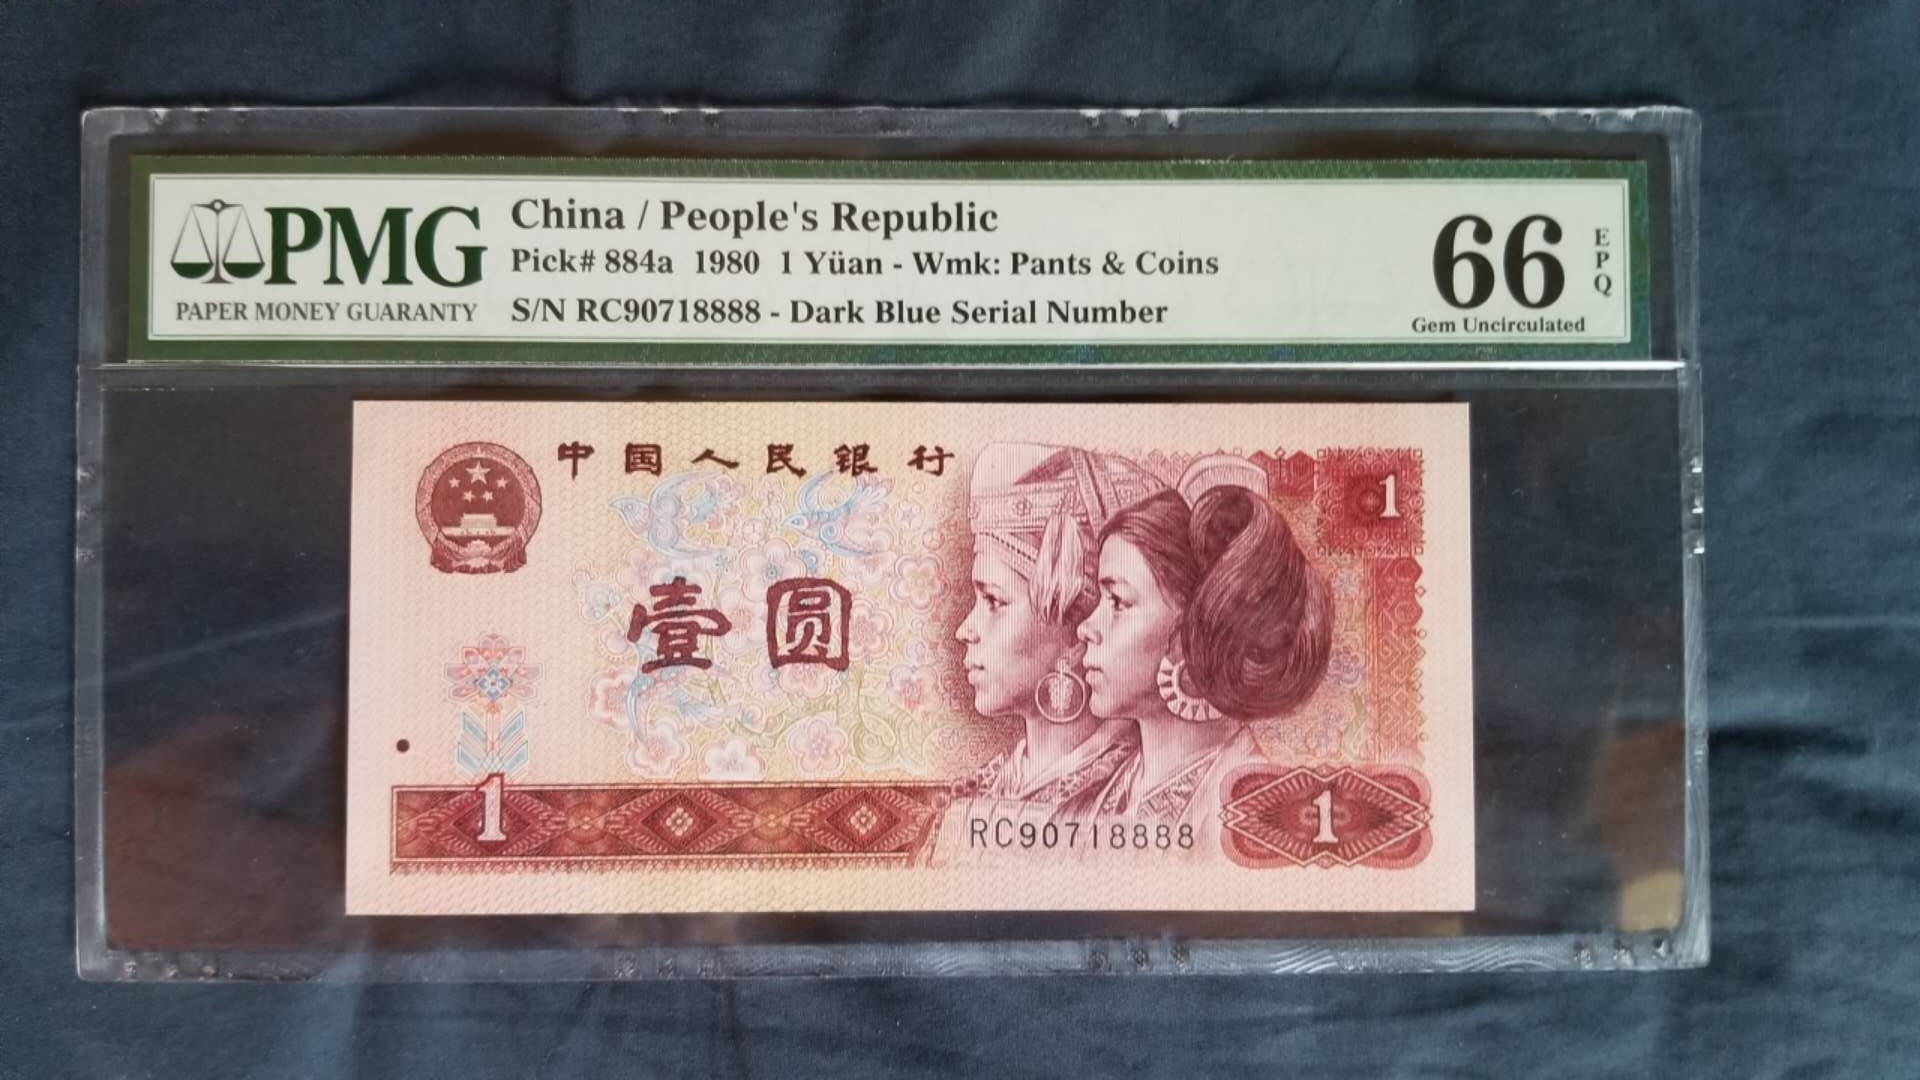 PMG
PAPER MONEY GUARANTY
China / People's Republic
Pick# 884a 1980 1 Yüan - Wmk: Pants & Coins
S/N RC90718888 - Dark Blue Serial Number
66
EPQ
Gem Uncirculated
中国人民银行
1
壹圆
1
RC90718888
1